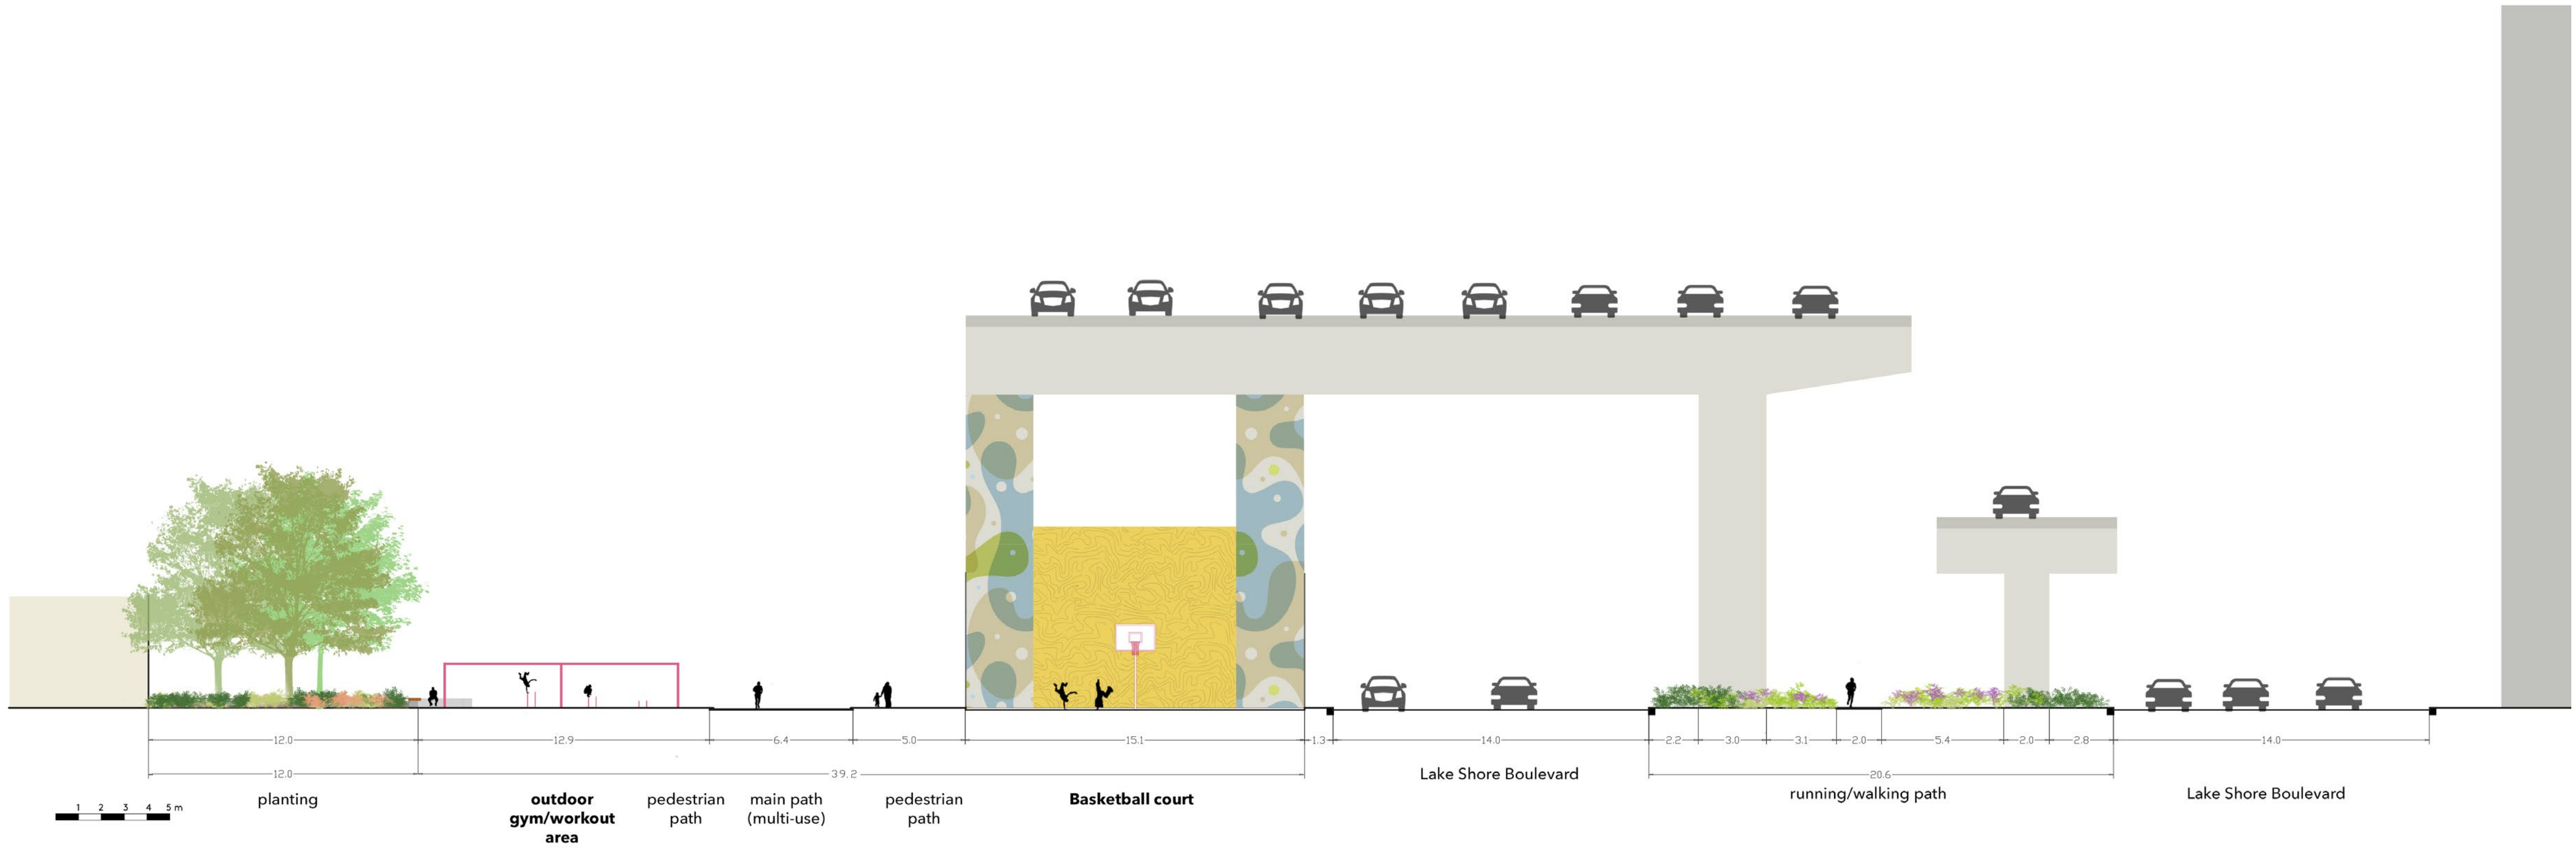 12.0
12.9
6.4
5.0
15.1
1.3
14.0
2.2
3.0
3.1
2.0
5.4
2.0
2.8
14.0
12.0
39.2
20.6
Lake Shore Boulevard
1 2 3 4 5 m
planting
outdoor
gym/workout
area
pedestrian
path
main path
(multi-use)
pedestrian
path
Basketball court
running/walking path
Lake Shore Boulevard